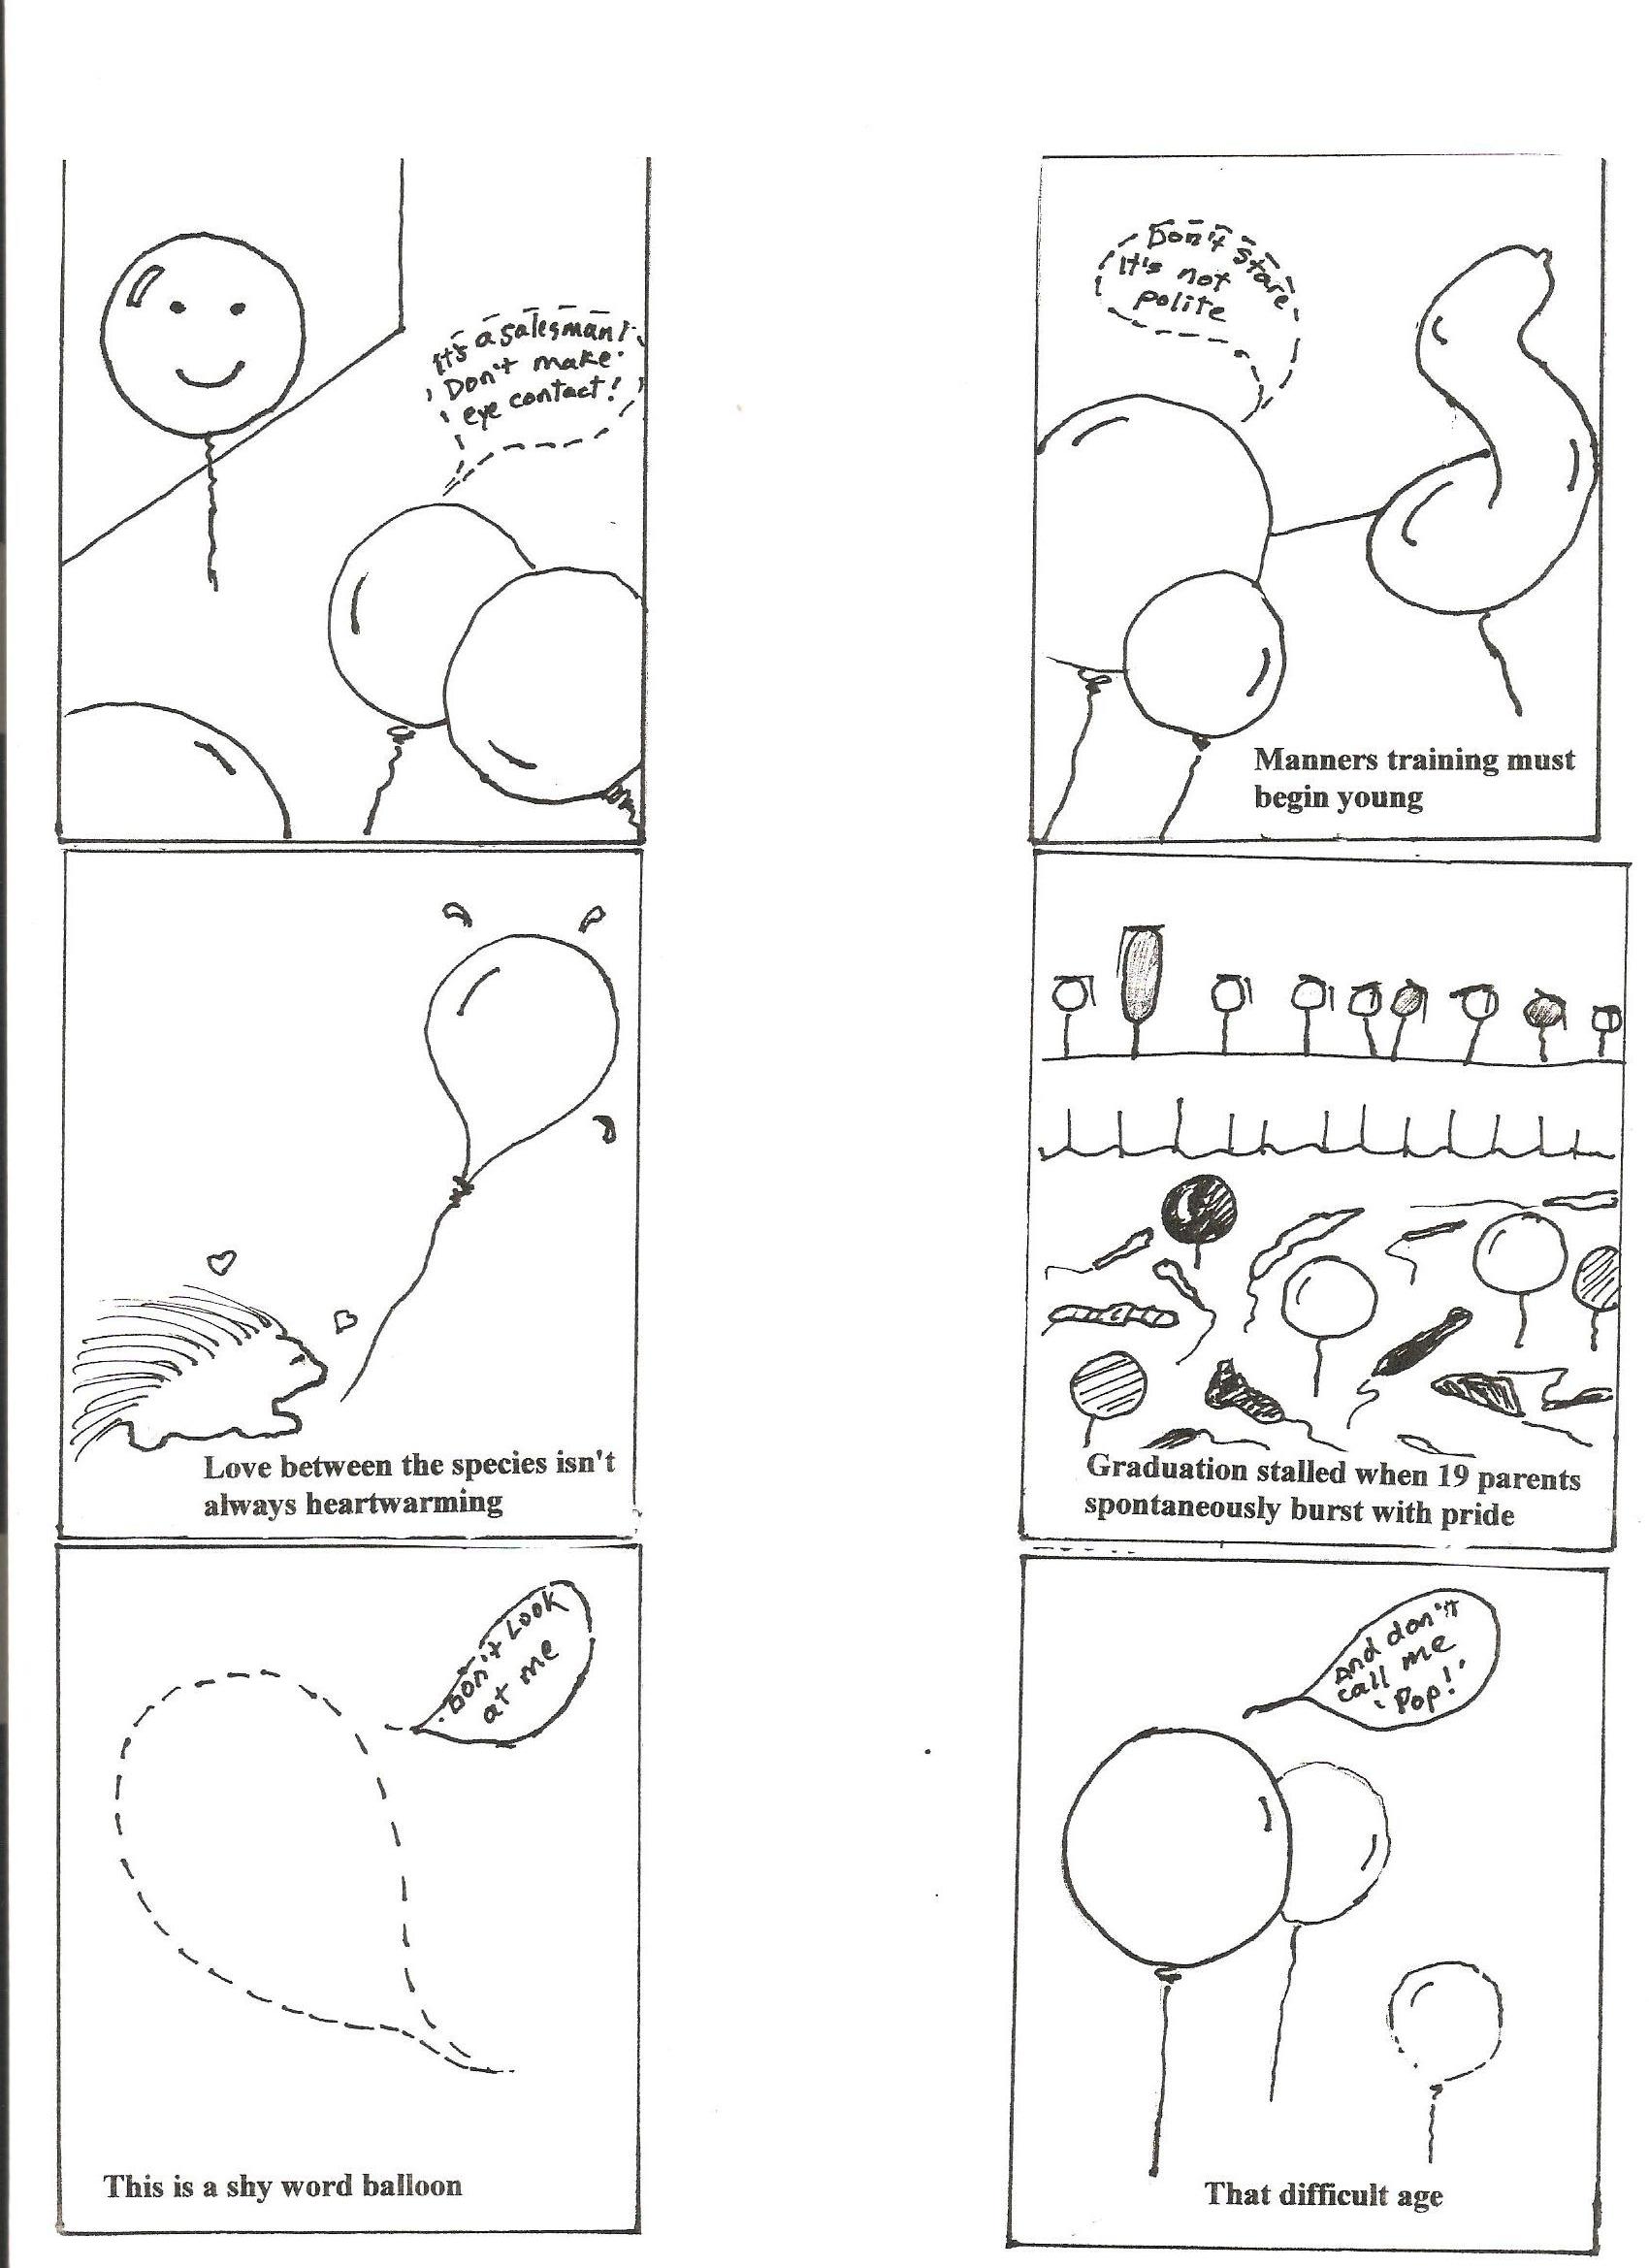 It's a salesman!
Don't make
eye contact!
Don't stare
It's not
polite
Manners training must
begin young
Love between the species isn't
always heartwarming
Graduation stalled when 19 parents
spontaneously burst with pride
Don't Look
at me
This is a shy word balloon
And don't
call me
'Pop!'
That difficult age